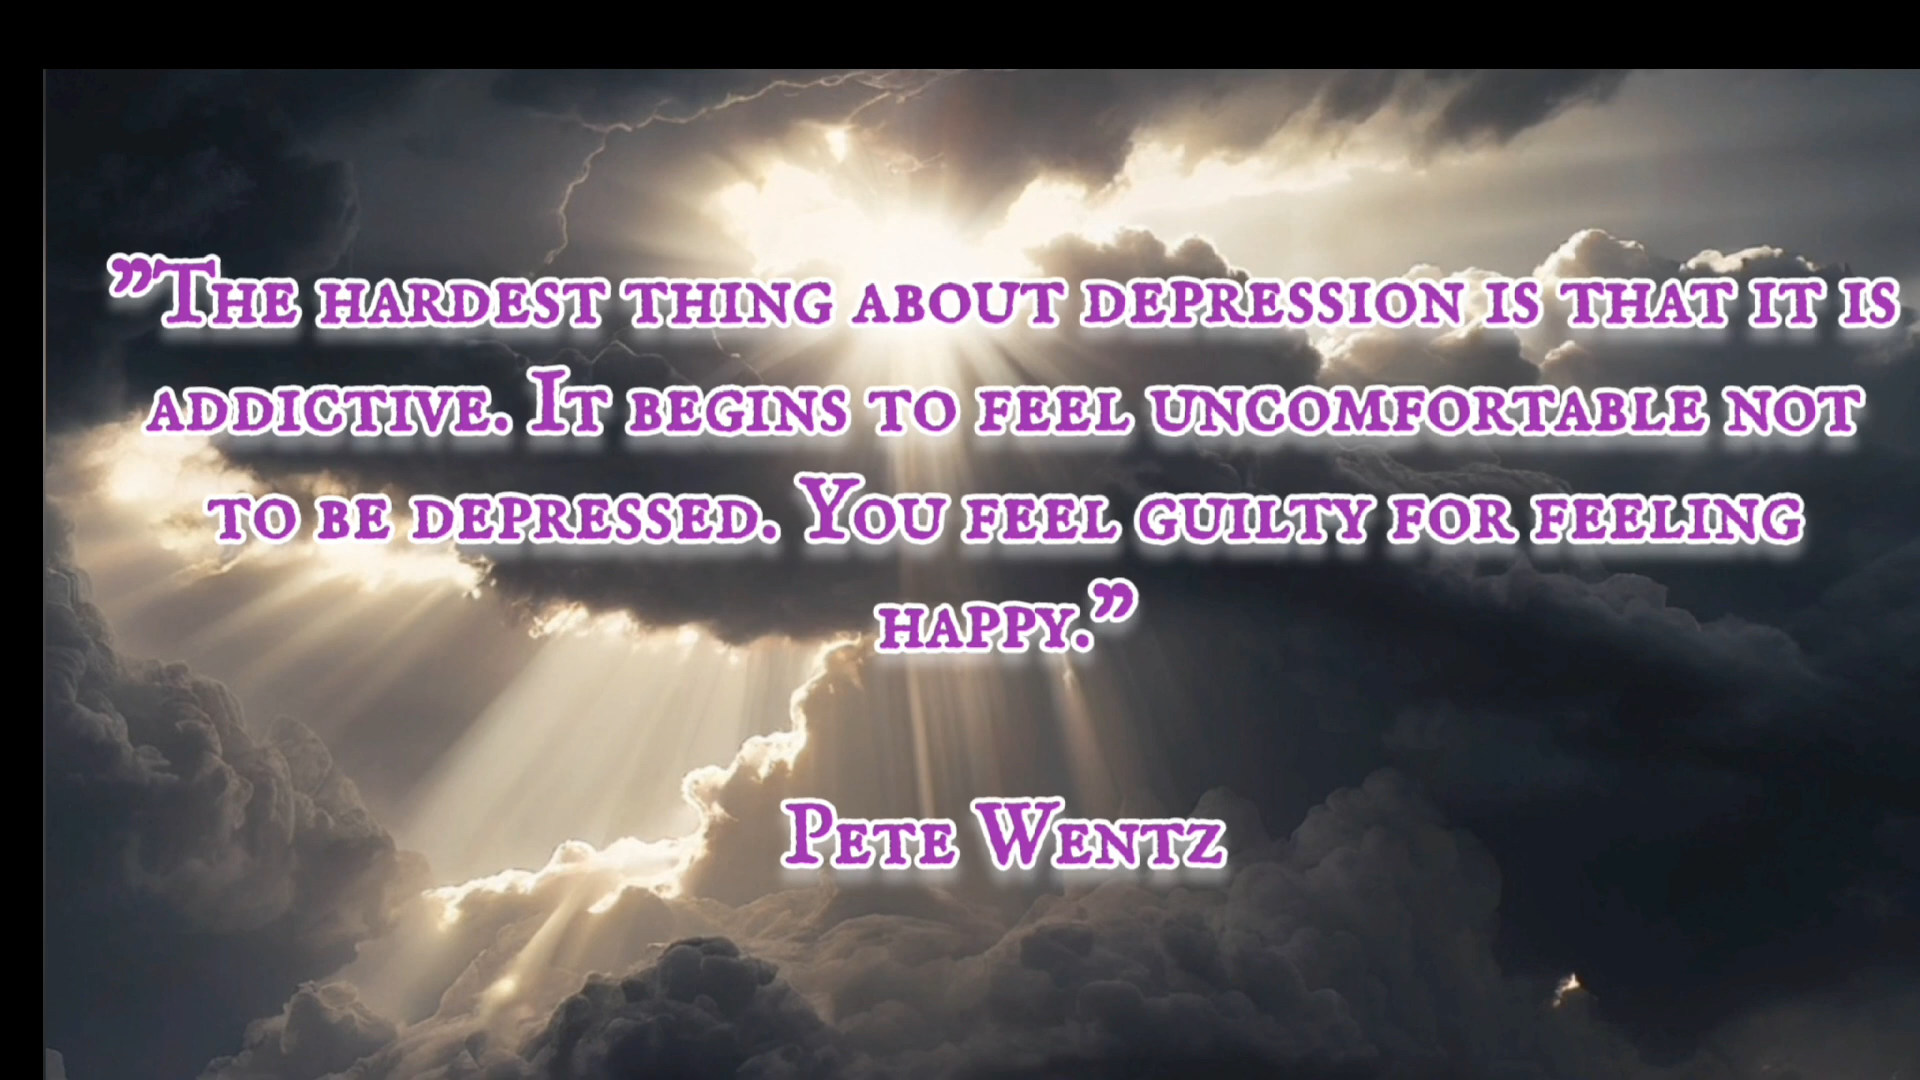 ”The hardest thing about depression is that it is
addictive. It begins to feel uncomfortable not
to be depressed. You feel guilty for feeling
happy.”
Pete Wentz